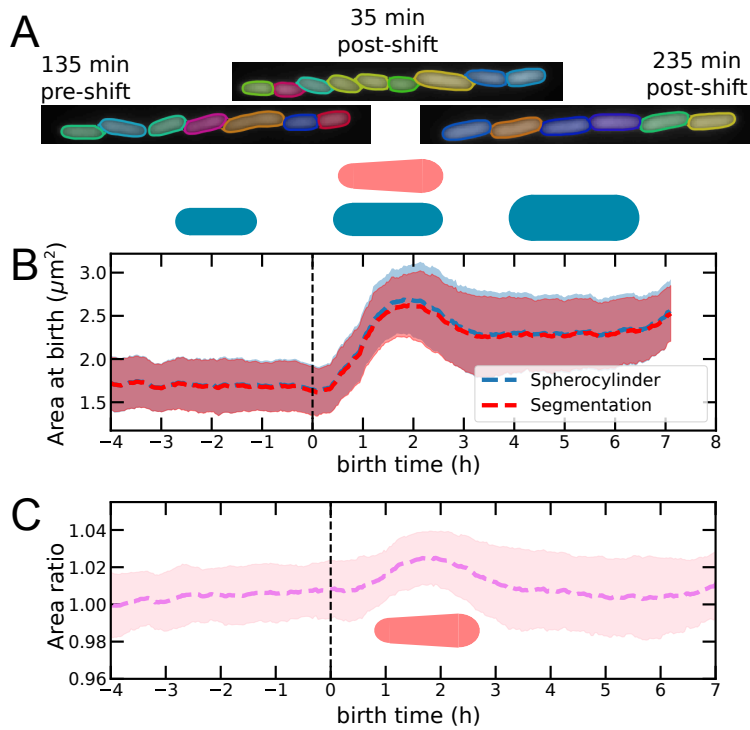 A
135 min
pre-shift
35 min
post-shift
235 min
post-shift
B
Area at birth (μm²)
3.0
2.5
2.0
1.5
Spherocylinder
Segmentation
−4 −3 −2 −1 0 1 2 3 4 5 6 7 8
birth time (h)
C
Area ratio
1.04
1.02
1.00
0.98
0.96
−4 −3 −2 −1 0 1 2 3 4 5 6 7
birth time (h)